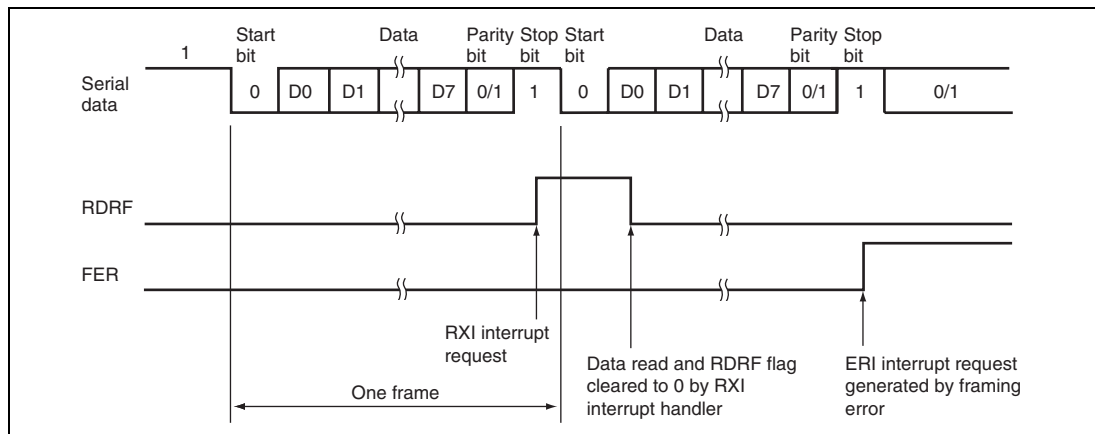 Start bit Data Parity bit Stop bit Start bit Data Parity bit Stop bit
1
Serial data 0 D0 D1 D7 0/1 1 0 D0 D1 D7 0/1 1 0/1
RDRF
FER
RXI interrupt
request
Data read and RDRF flag
cleared to 0 by RXI
interrupt handler
ERI interrupt request
generated by framing
error
One frame